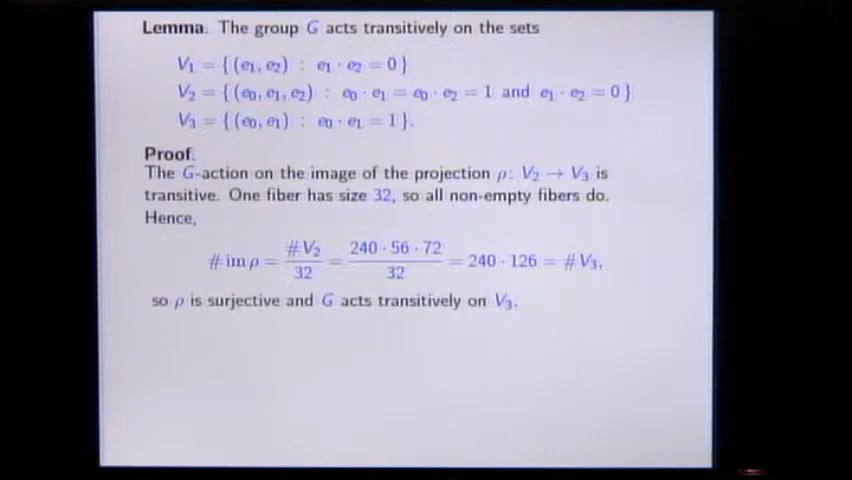 Lemma. The group G acts transitively on the sets
V₁ = { (e₁, e₂) : e₁ · e₂ = 0 }
V₂ = { (e₀, e₁, e₂) : e₀ · e₁ = e₀ · e₂ = 1 and e₁ · e₂ = 0 }
V₃ = { (e₀, e₁) : e₀ · e₁ = 1 }.
Proof.
The G-action on the image of the projection ρ: V₂ → V₃ is
transitive. One fiber has size 32, so all non-empty fibers do.
Hence,
# im ρ = #V₂/32 = 240 · 56 · 72/32 = 240 · 126 = #V₃,
so ρ is surjective and G acts transitively on V₃.